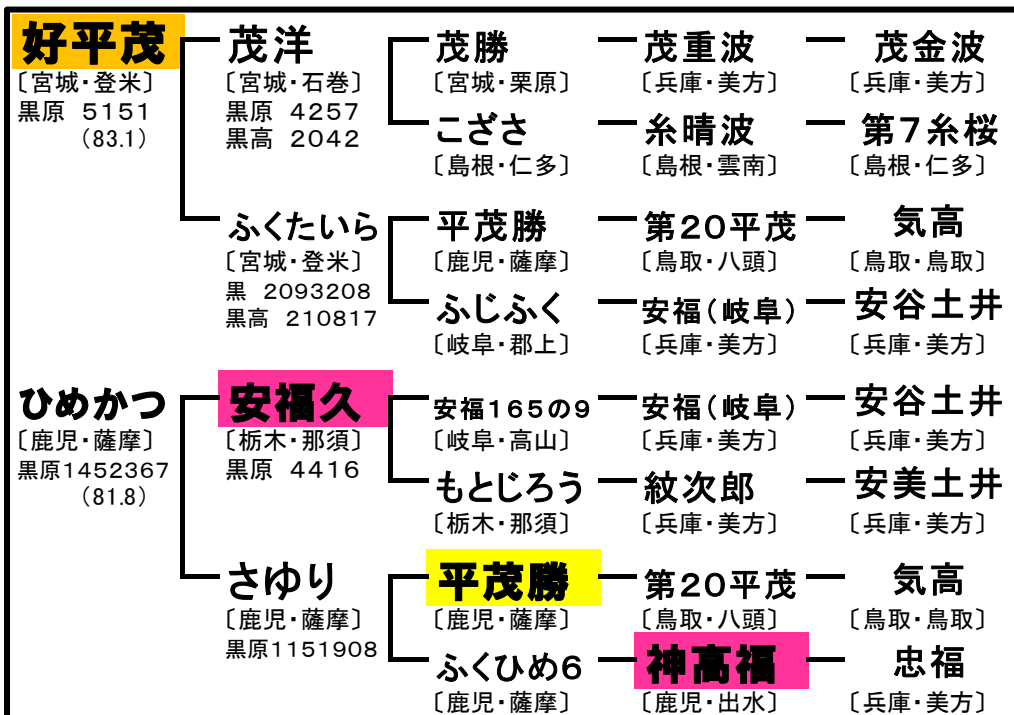 好平茂
〔宮城・登米〕
黒原 5151
(83.1)
茂洋
〔宮城・石巻〕
黒原 4257
黒高 2042
茂勝
〔宮城・栗原〕
茂重波
〔兵庫・美方〕
茂金波
〔兵庫・美方〕
こざさ
〔島根・仁多〕
糸晴波
〔島根・雲南〕
第7糸桜
〔島根・仁多〕
ふくたいら
〔宮城・登米〕
黒 2093208
黒高 210817
平茂勝
〔鹿児・薩摩〕
第20平茂
〔鳥取・八頭〕
気高
〔鳥取・鳥取〕
ふじふく
〔岐阜・郡上〕
安福(岐阜)
〔兵庫・美方〕
安谷土井
〔兵庫・美方〕
ひめかつ
〔鹿児・薩摩〕
黒原1452367
(81.8)
安福久
〔栃木・那須〕
黒原 4416
安福165の9
〔岐阜・高山〕
安福(岐阜)
〔兵庫・美方〕
安谷土井
〔兵庫・美方〕
もとじろう
〔栃木・那須〕
紋次郎
〔兵庫・美方〕
安美土井
〔兵庫・美方〕
さゆり
〔鹿児・薩摩〕
黒原1151908
平茂勝
〔鹿児・薩摩〕
第20平茂
〔鳥取・八頭〕
気高
〔鳥取・鳥取〕
ふくひめ6
〔鹿児・薩摩〕
神高福
〔鹿児・出水〕
忠福
〔兵庫・美方〕